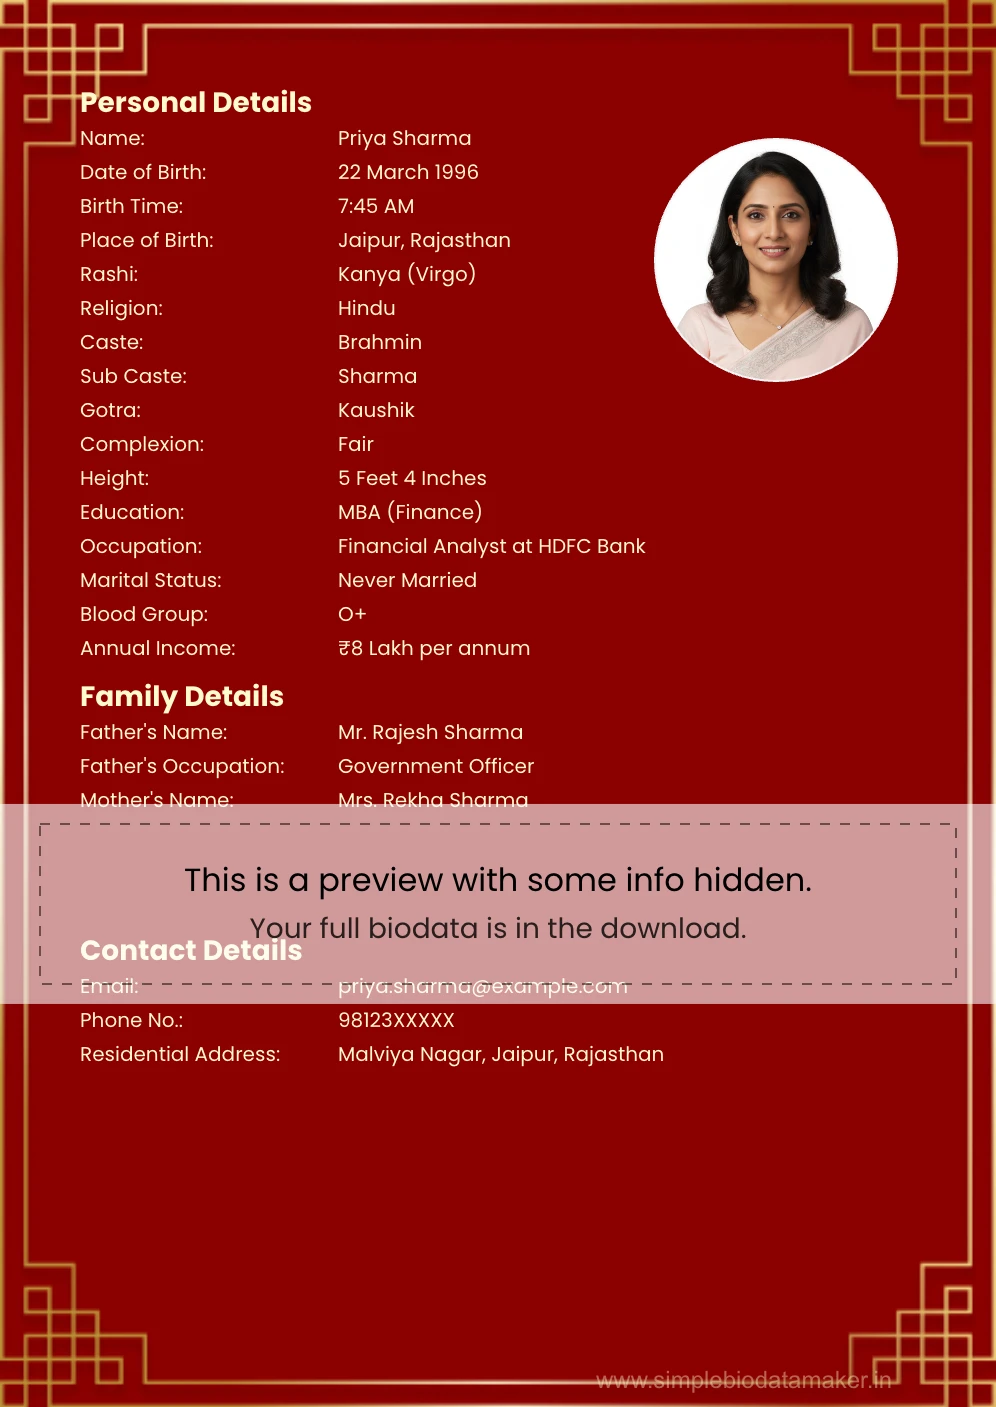 Personal Details
Name: Priya Sharma
Date of Birth: 22 March 1996
Birth Time: 7:45 AM
Place of Birth: Jaipur, Rajasthan
Rashi: Kanya (Virgo)
Religion: Hindu
Caste: Brahmin
Sub Caste: Sharma
Gotra: Kaushik
Complexion: Fair
Height: 5 Feet 4 Inches
Education: MBA (Finance)
Occupation: Financial Analyst at HDFC Bank
Marital Status: Never Married
Blood Group: O+
Annual Income: ₹8 Lakh per annum
Family Details
Father's Name: Mr. Rajesh Sharma
Father's Occupation: Government Officer
Mother's Name: Mrs. Rekha Sharma
This is a preview with some info hidden.
Your full biodata is in the download.
Contact Details
Email: priya.sharma@example.com
Phone No.: 98123XXXXX
Residential Address: Malviya Nagar, Jaipur, Rajasthan
www.simplebiodatamaker.in